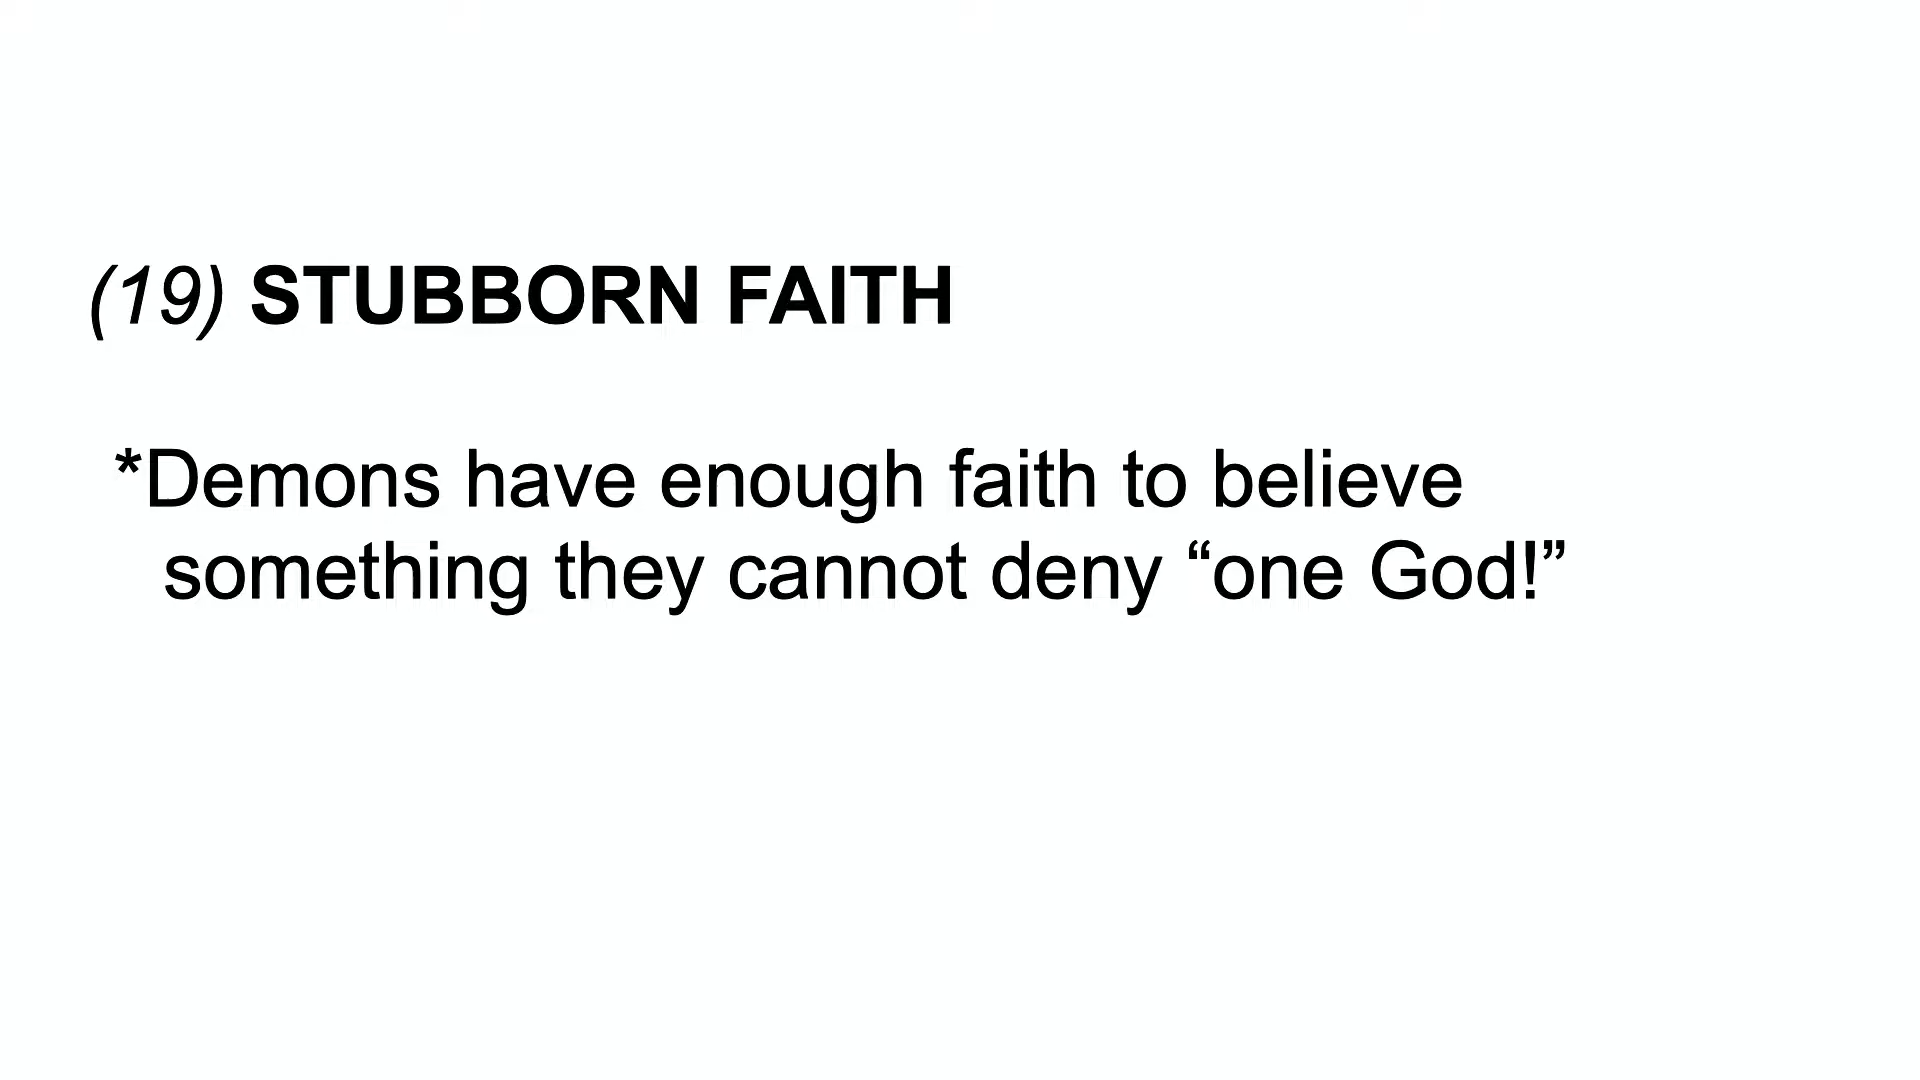 (19) STUBBORN FAITH
*Demons have enough faith to believe
something they cannot deny “one God!”